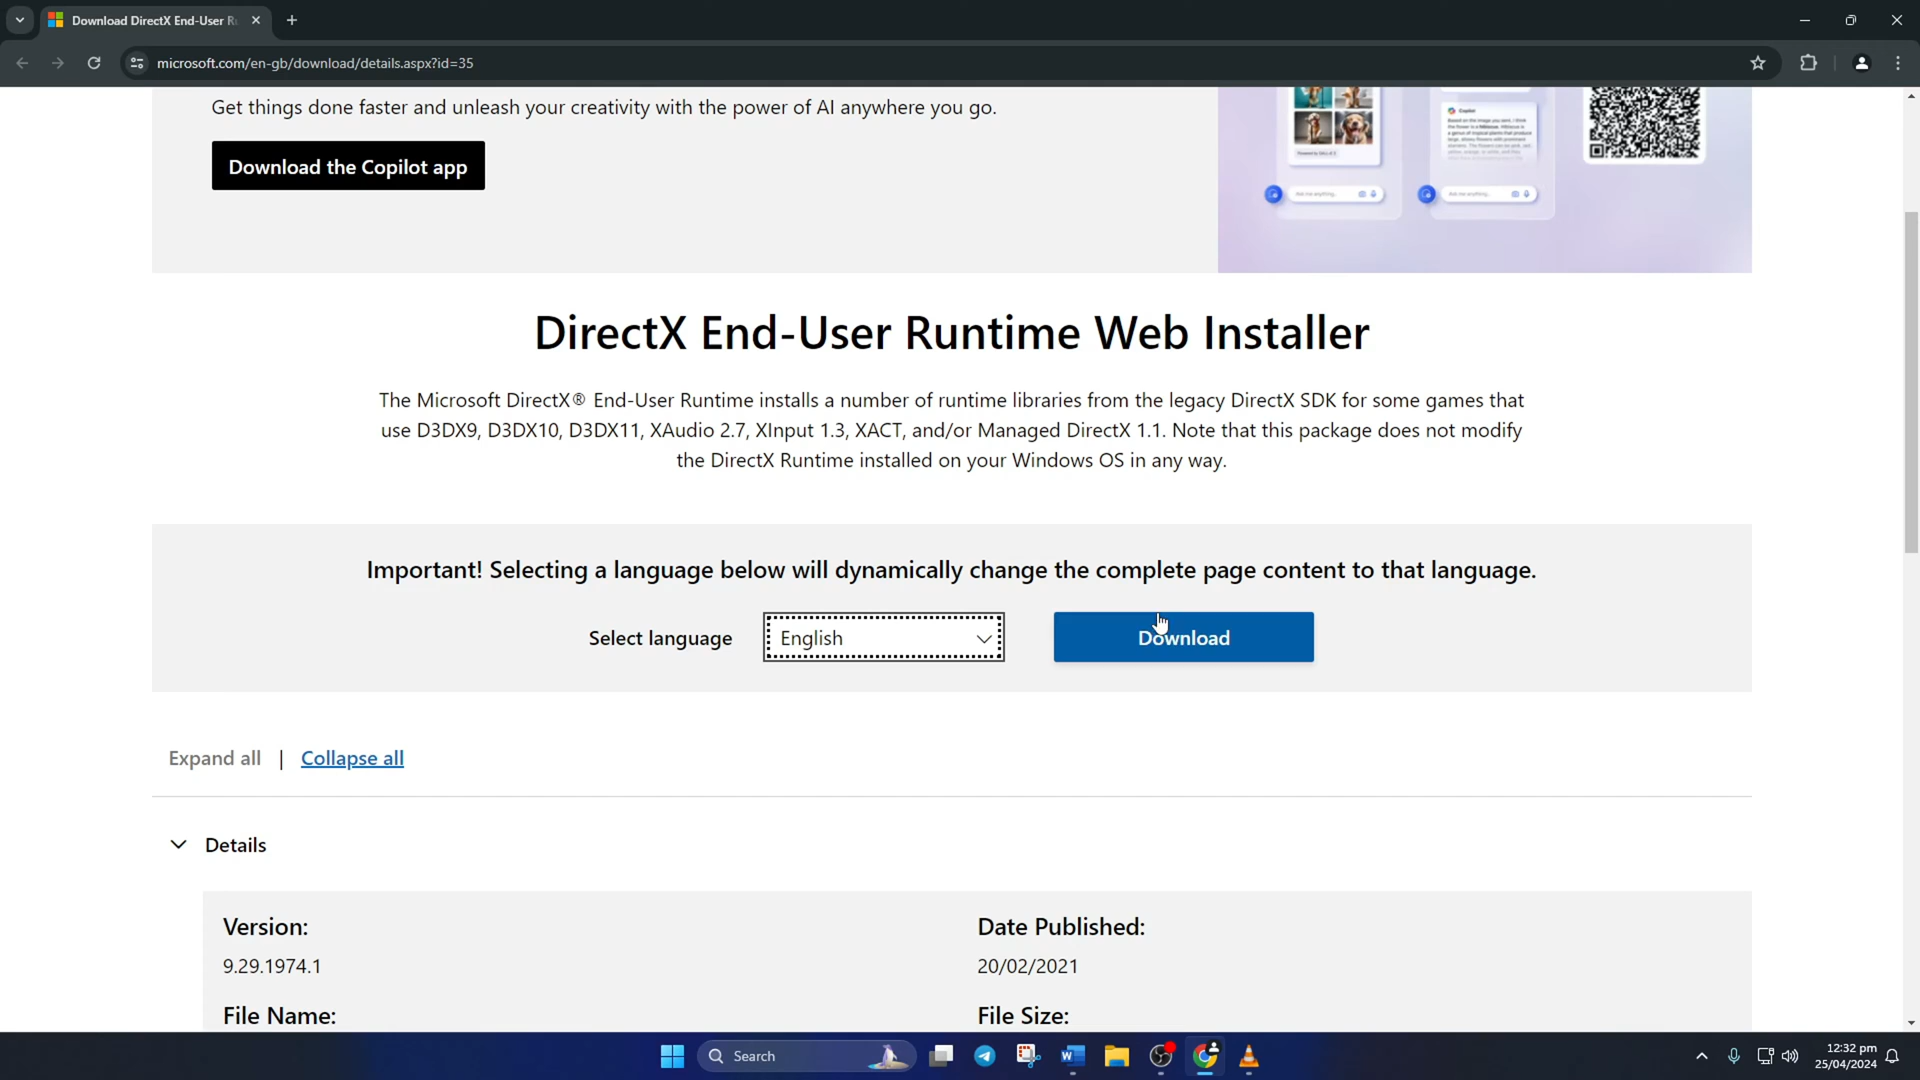 Download DirectX End-User R
microsoft.com/en-gb/download/details.aspx?id=35
Get things done faster and unleash your creativity with the power of AI anywhere you go.
Download the Copilot app
Copilot
Ask me anything...
Ask me anything...
DirectX End-User Runtime Web Installer
The Microsoft DirectX® End-User Runtime installs a number of runtime libraries from the legacy DirectX SDK for some games that
use D3DX9, D3DX10, D3DX11, XAudio 2.7, XInput 1.3, XACT, and/or Managed DirectX 1.1. Note that this package does not modify
the DirectX Runtime installed on your Windows OS in any way.
Important! Selecting a language below will dynamically change the complete page content to that language.
Select language
English
Download
Expand all | Collapse all
Details
Version:
Date Published:
9.29.1974.1
20/02/2021
File Name:
File Size:
Search
12:32 pm
25/04/2024